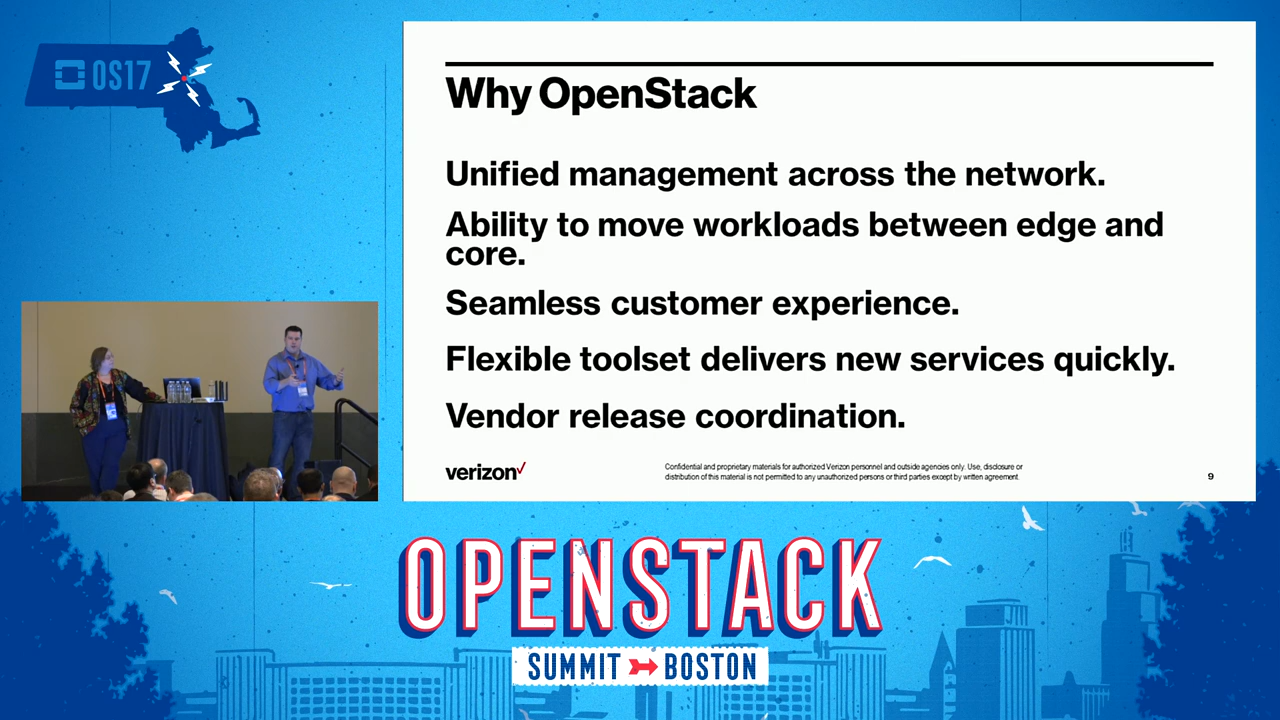 OS17
Why OpenStack
Unified management across the network.
Ability to move workloads between edge and
core.
Seamless customer experience.
Flexible toolset delivers new services quickly.
Vendor release coordination.
verizon
Confidential and proprietary materials for authorized Verizon personnel and outside agencies only. Use, disclosure or
distribution of this material is not permitted to any unauthorized persons or third parties except by written agreement.
9
OPENSTACK
SUMMIT BOSTON